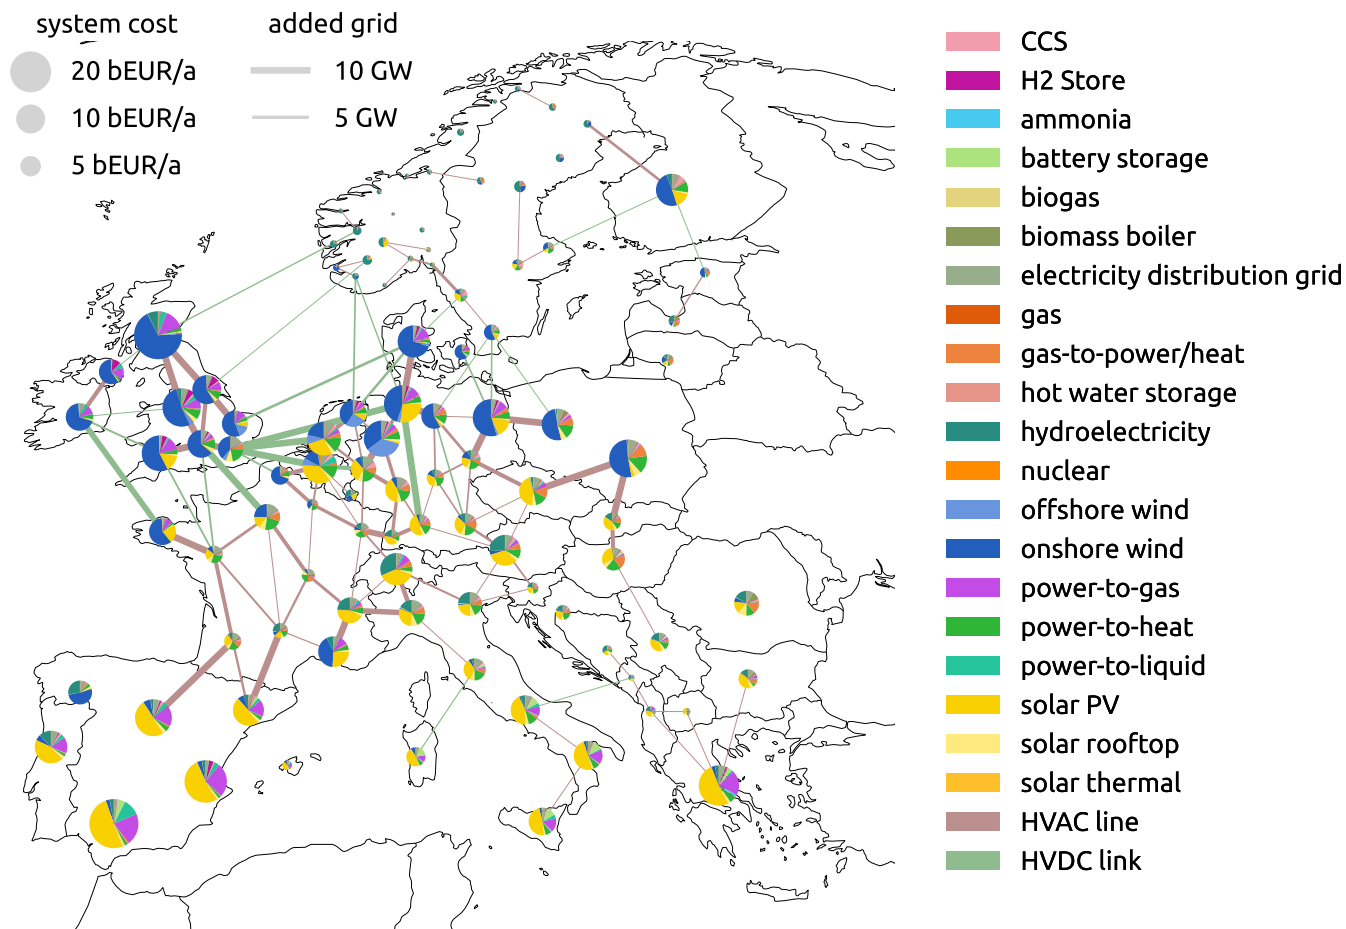 system cost
added grid
20 bEUR/a
10 GW
10 bEUR/a
5 GW
5 bEUR/a
CCS
H2 Store
ammonia
battery storage
biogas
biomass boiler
electricity distribution grid
gas
gas-to-power/heat
hot water storage
hydroelectricity
nuclear
offshore wind
onshore wind
power-to-gas
power-to-heat
power-to-liquid
solar PV
solar rooftop
solar thermal
HVAC line
HVDC link